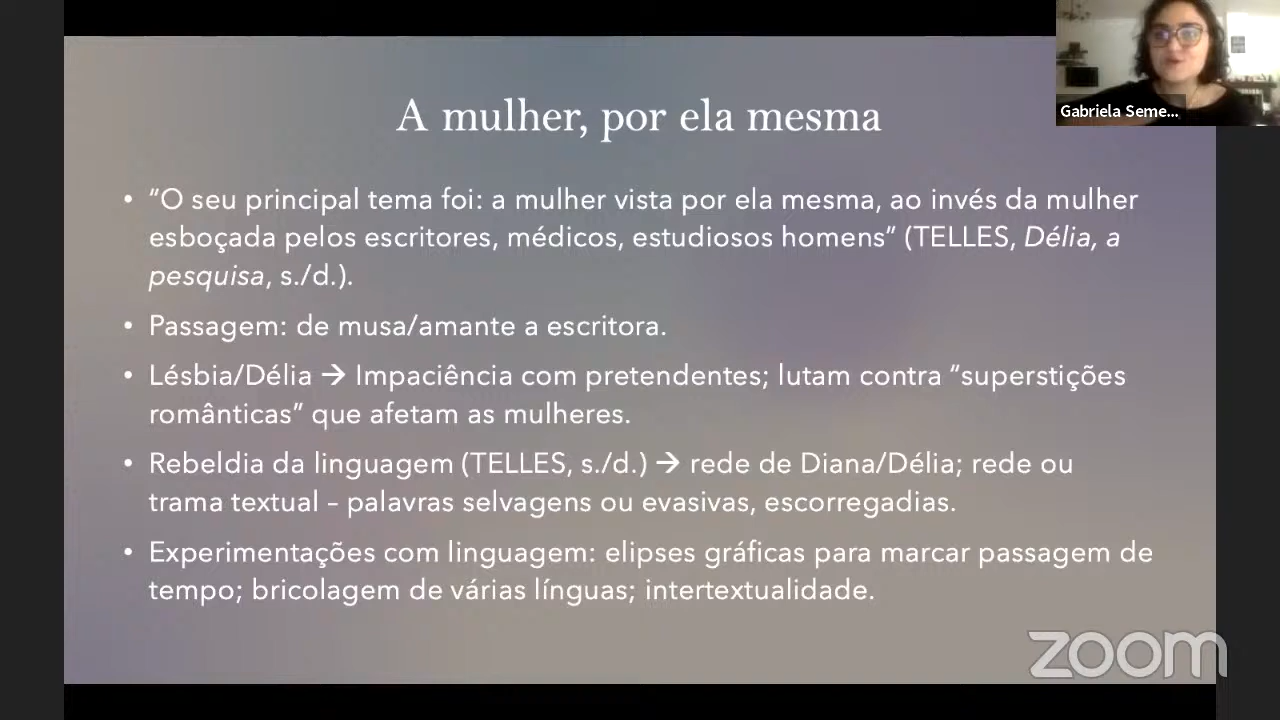 A mulher, por ela mesma
Gabriela Seme...
• “O seu principal tema foi: a mulher vista por ela mesma, ao invés da mulher
esboçada pelos escritores, médicos, estudiosos homens” (TELLES, Délia, a
pesquisa, s./d.).
• Passagem: de musa/amante a escritora.
• Lésbia/Délia → Impaciência com pretendentes; lutam contra “superstições
românticas” que afetam as mulheres.
• Rebeldia da linguagem (TELLES, s./d.) → rede de Diana/Délia; rede ou
trama textual – palavras selvagens ou evasivas, escorregadias.
• Experimentações com linguagem: elipses gráficas para marcar passagem de
tempo; bricolagem de várias línguas; intertextualidade.
zoom